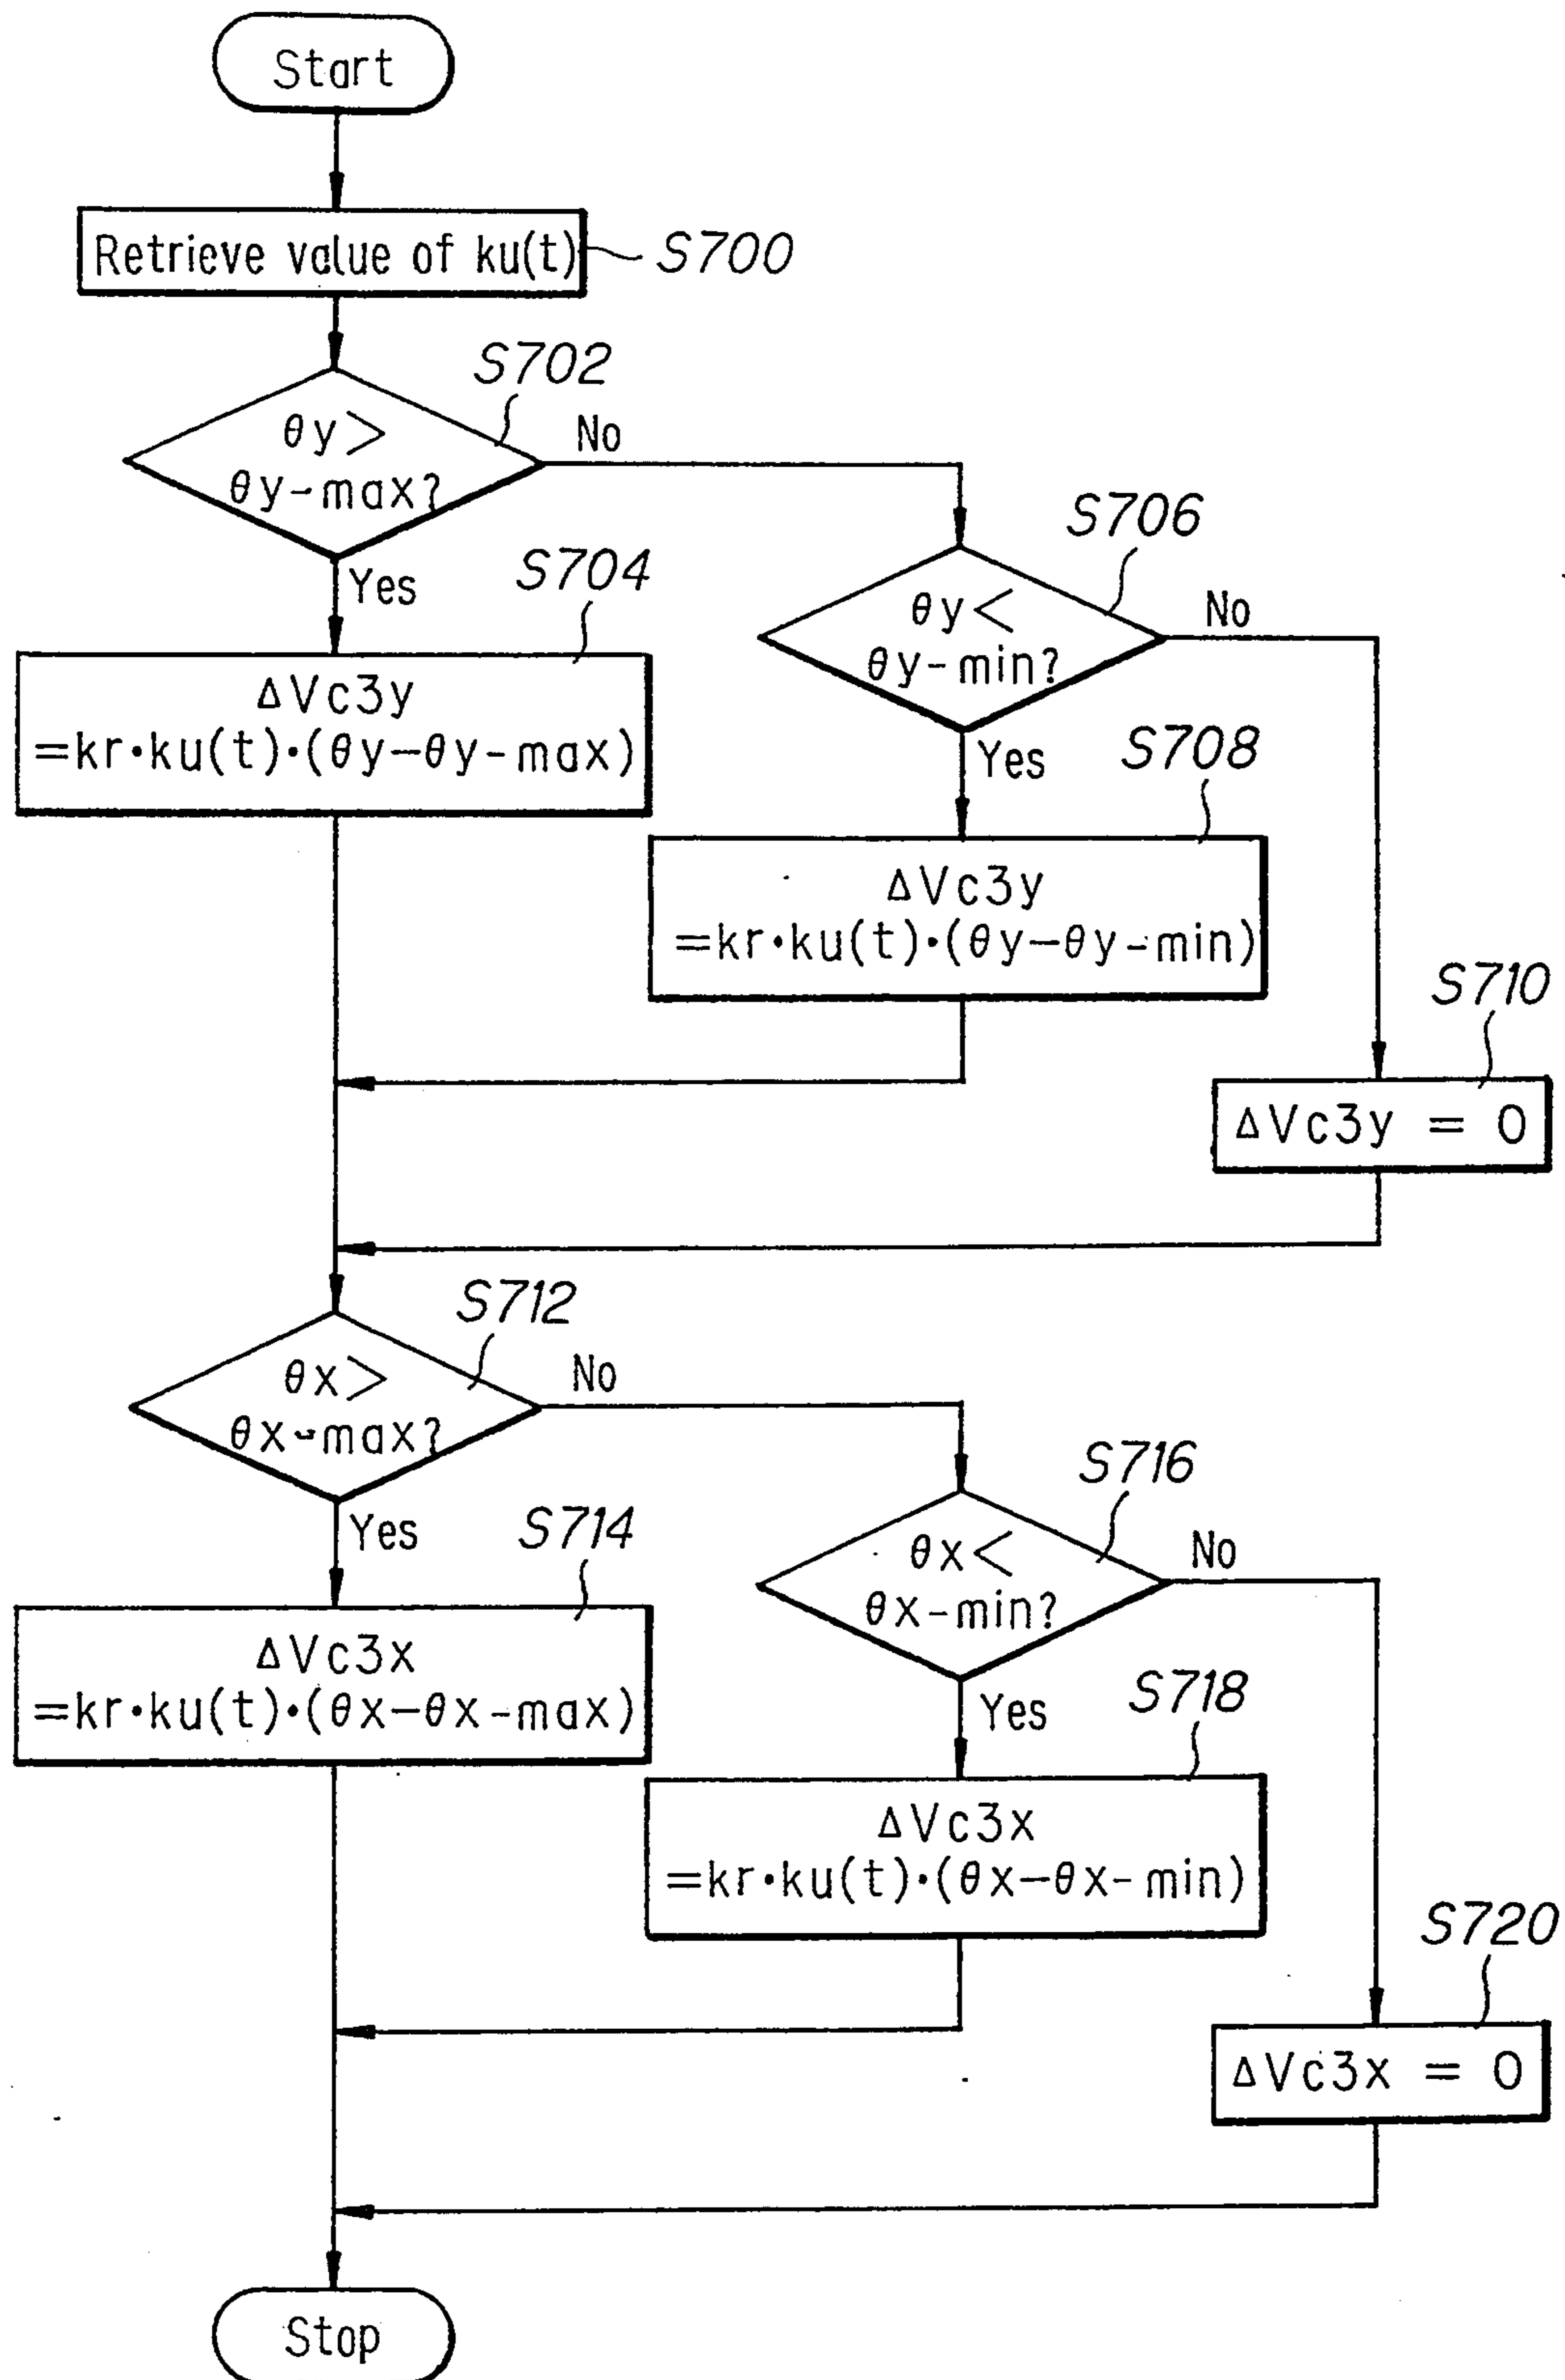 Start
Retrieve value of ku(t)
S700
S702
θy>
θy-max?
No
Yes
S704
ΔVc3y
=kr·ku(t)·(θy-θy-max)
S706
θy<
θy-min?
No
Yes
S708
ΔVc3y
=kr·ku(t)·(θy-θy-min)
S710
ΔVc3y = 0
S712
θx>
θx-max?
No
Yes
S714
ΔVc3x
=kr·ku(t)·(θx-θx-max)
S716
θx<
θx-min?
No
Yes
S718
ΔVc3x
=kr·ku(t)·(θx-θx-min)
S720
ΔVc3x = 0
Stop